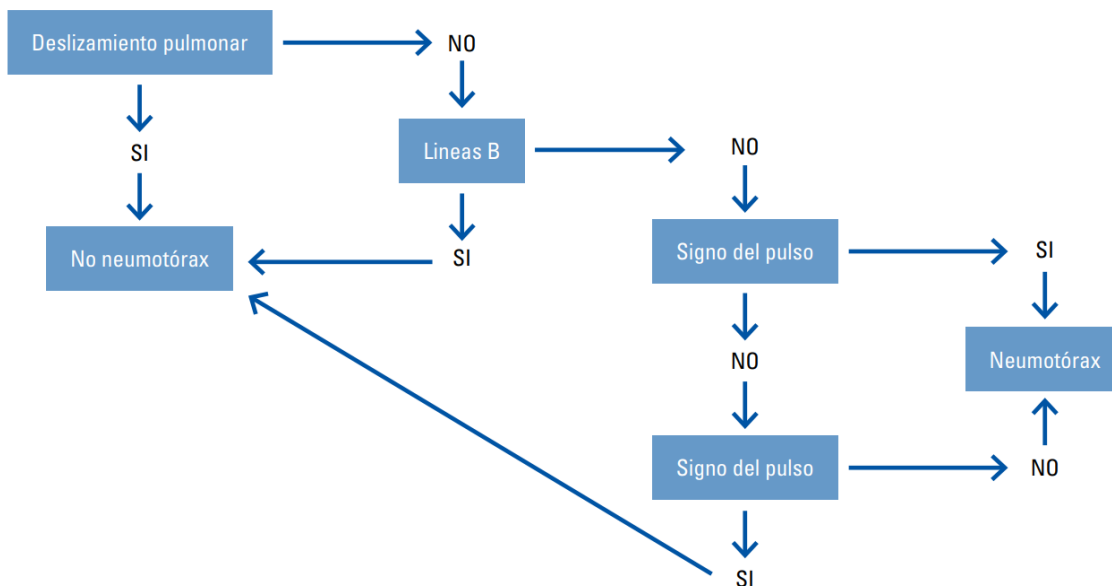 Deslizamiento pulmonar
NO
SI
Lineas B
NO
No neumotórax
SI
Signo del pulso
SI
NO
Neumotórax
Signo del pulso
NO
SI